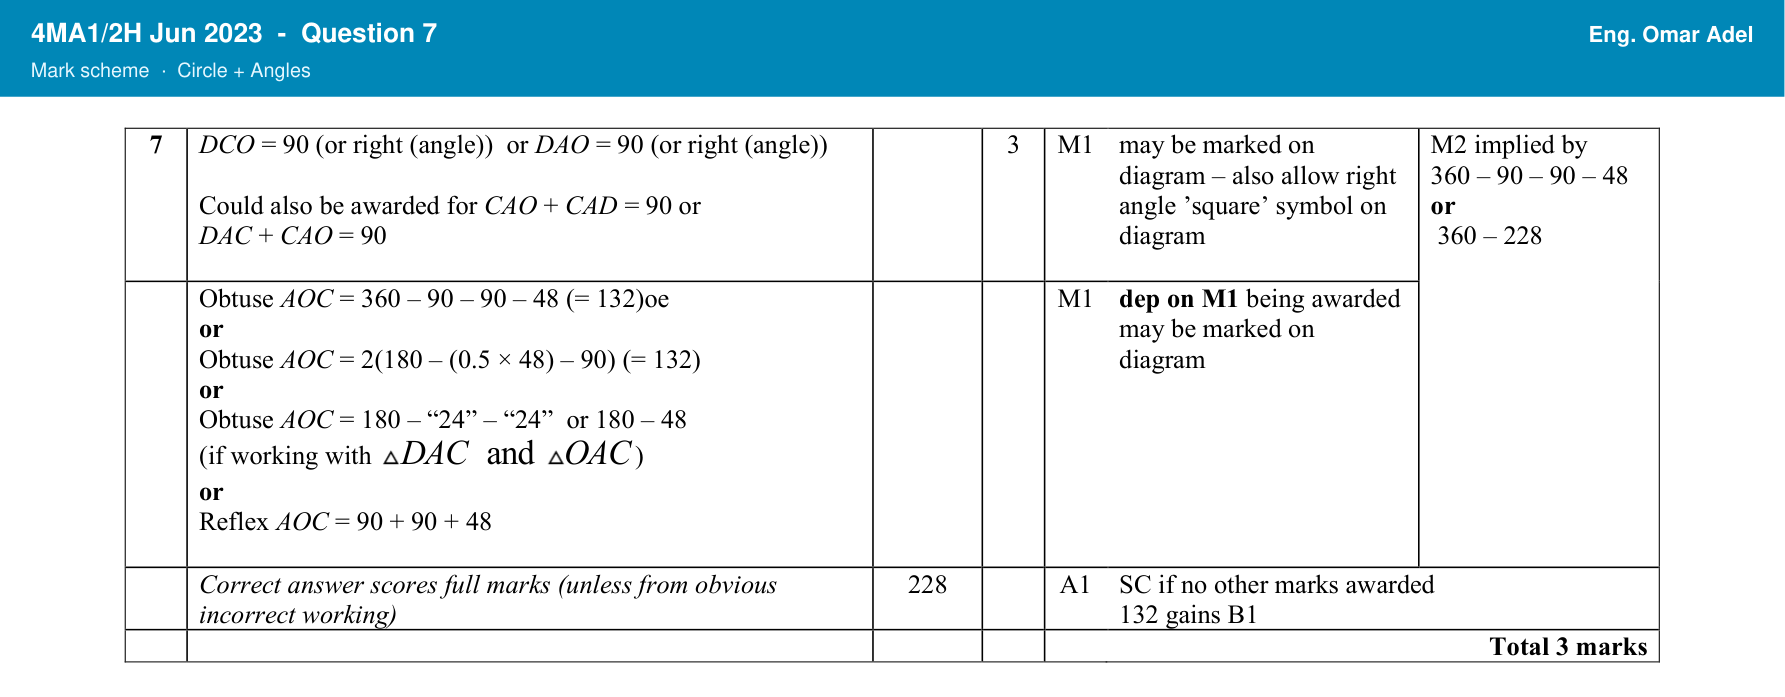 4MA1/2H Jun 2023 - Question 7
Eng. Omar Adel
Mark scheme · Circle + Angles
7
DCO = 90 (or right (angle)) or DAO = 90 (or right (angle))
Could also be awarded for CAO + CAD = 90 or
DAC + CAO = 90
3
M1
may be marked on
diagram – also allow right
angle ’square’ symbol on
diagram
M2 implied by
360 – 90 – 90 – 48
or
360 – 228
Obtuse AOC = 360 – 90 – 90 – 48 (= 132)oe
or
Obtuse AOC = 2(180 – (0.5 × 48) – 90) (= 132)
or
Obtuse AOC = 180 – “24” – “24” or 180 – 48
(if working with △DAC and △OAC)
or
Reflex AOC = 90 + 90 + 48
M1
dep on M1 being awarded
may be marked on
diagram
Correct answer scores full marks (unless from obvious
incorrect working)
228
A1
SC if no other marks awarded
132 gains B1
Total 3 marks